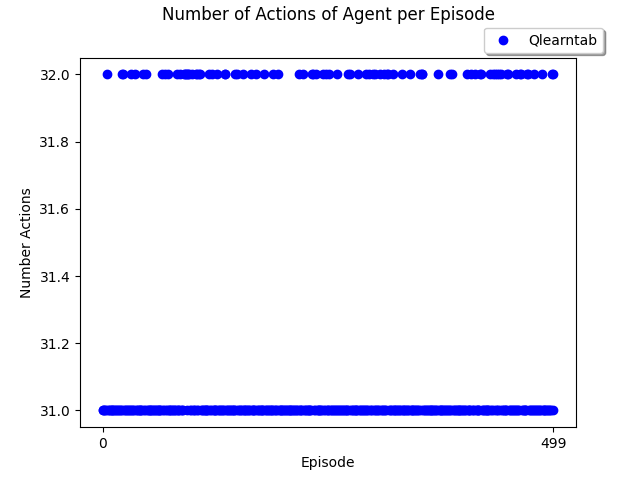 Number of Actions of Agent per Episode
Qlearntab
32.0
31.8
31.6
31.4
31.2
31.0
Number Actions
0
499
Episode